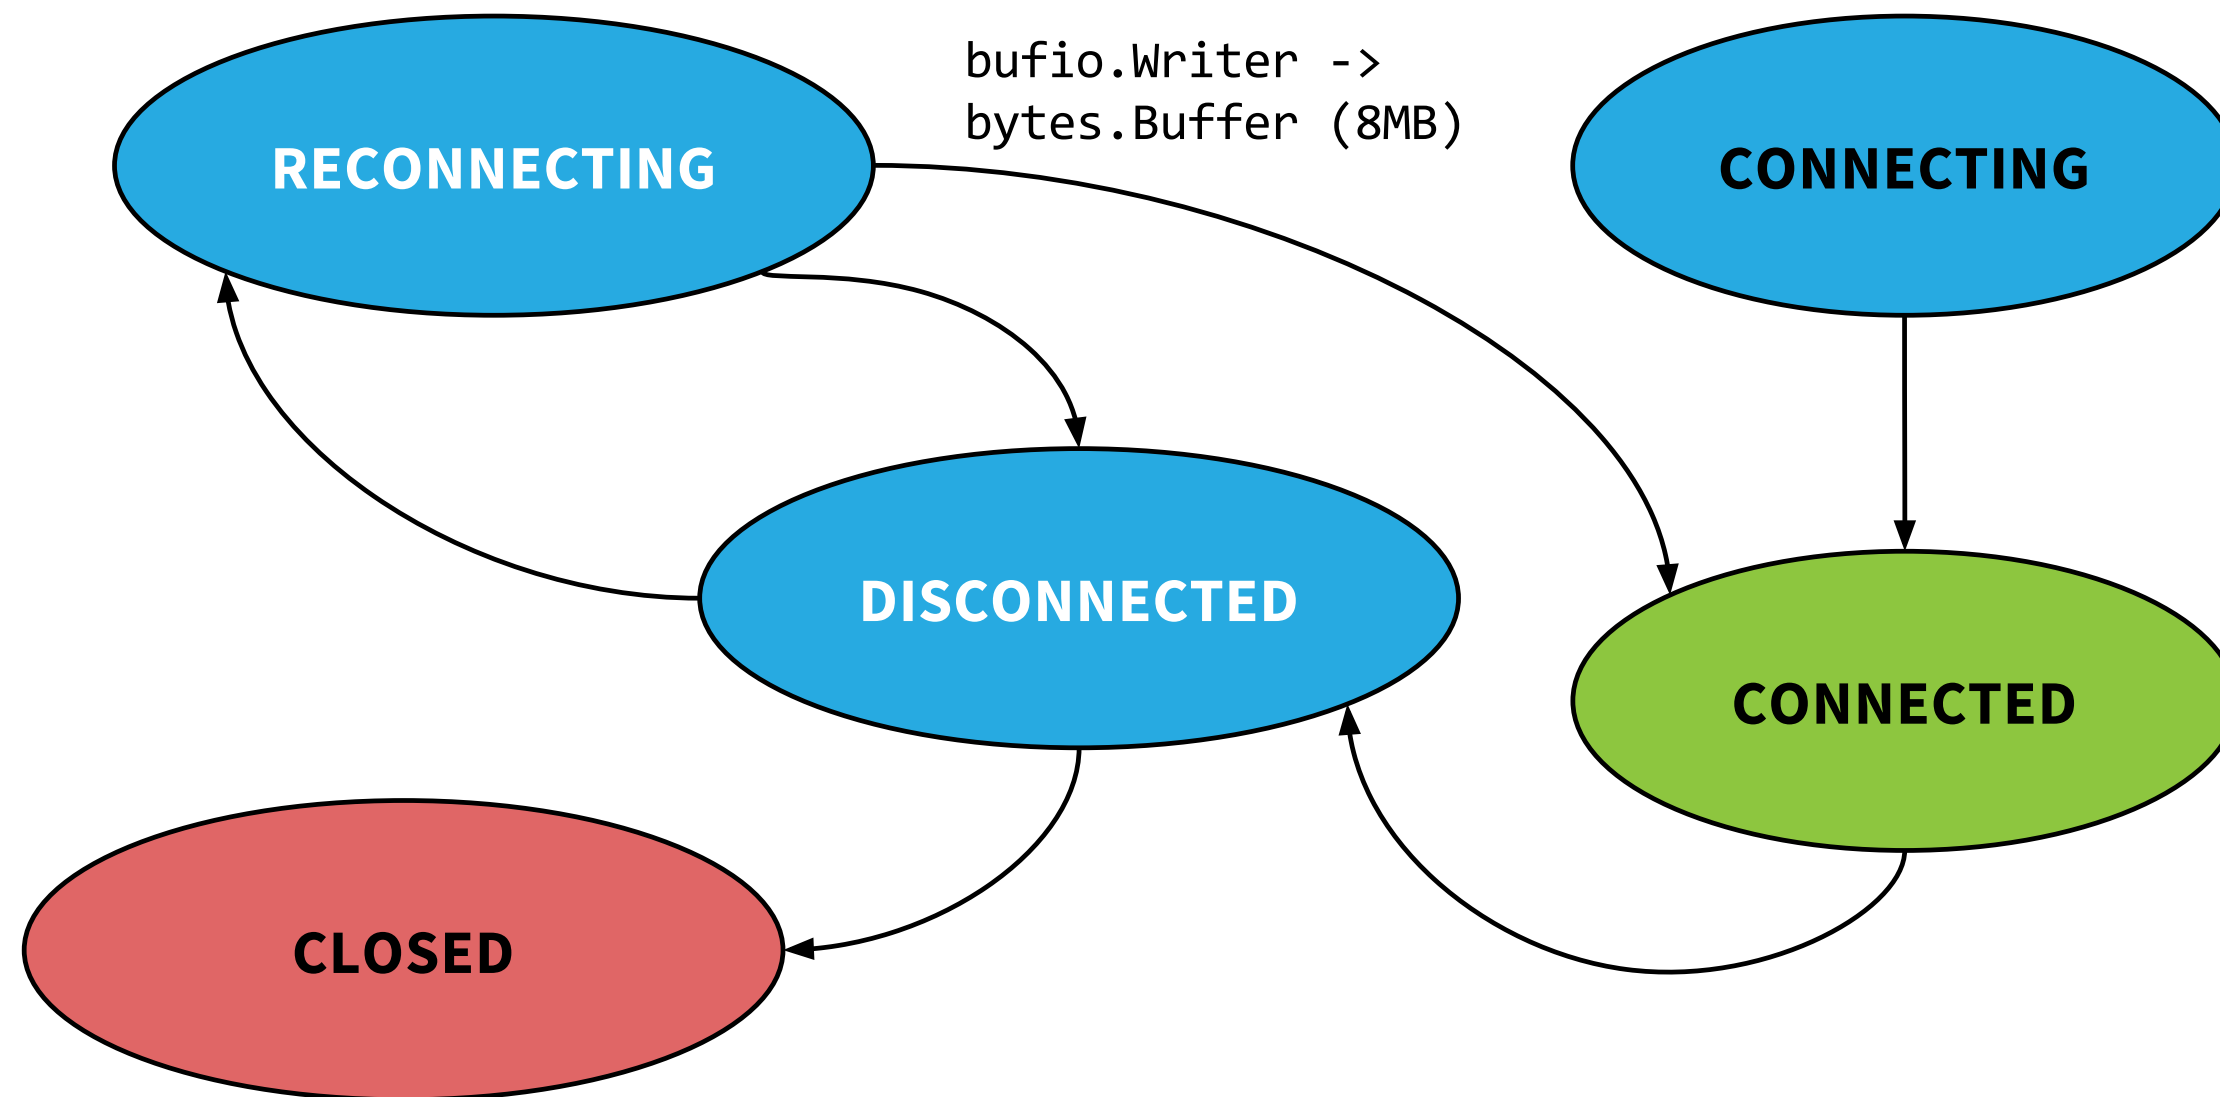 bufio.Writer ->
bytes.Buffer (8MB)
RECONNECTING
CONNECTING
DISCONNECTED
CONNECTED
CLOSED